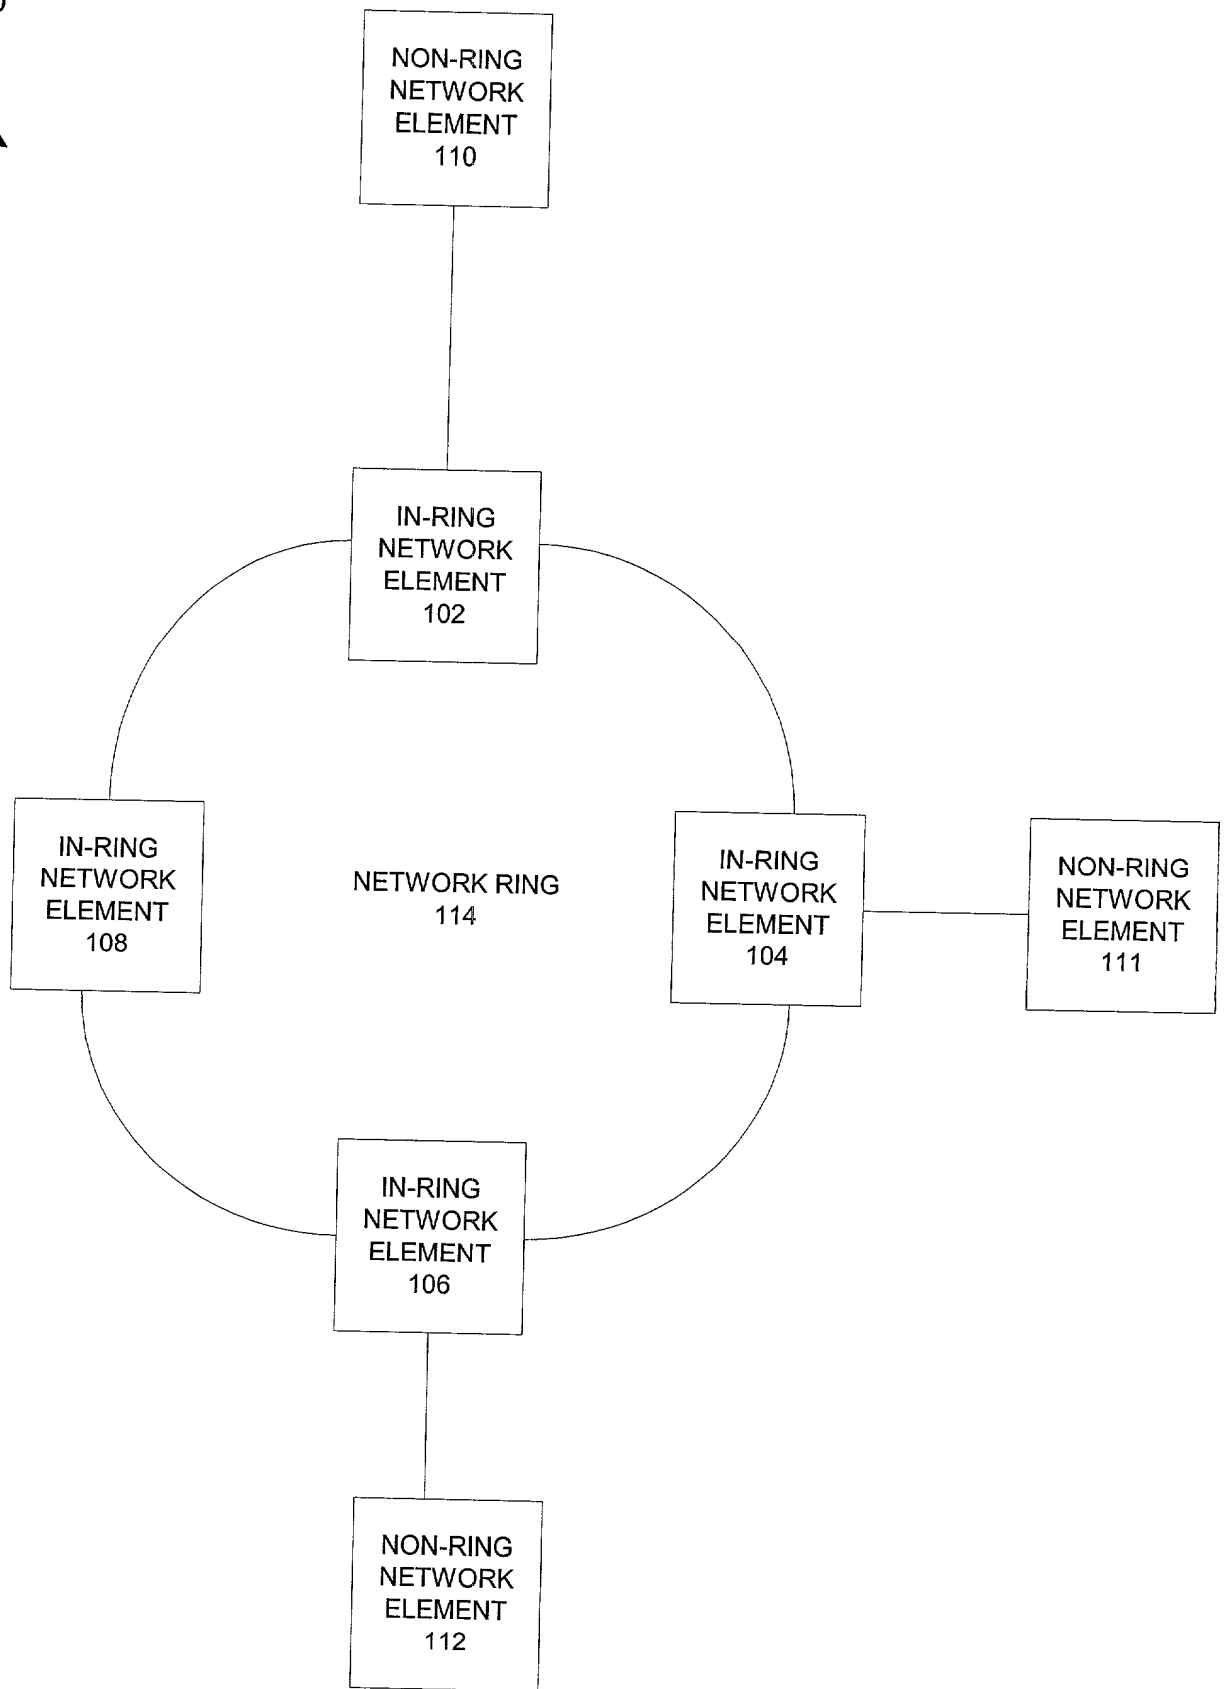 NON-RING
NETWORK
ELEMENT
110
IN-RING
NETWORK
ELEMENT
102
IN-RING
NETWORK
ELEMENT
108
NETWORK RING
114
IN-RING
NETWORK
ELEMENT
104
NON-RING
NETWORK
ELEMENT
111
IN-RING
NETWORK
ELEMENT
106
NON-RING
NETWORK
ELEMENT
112